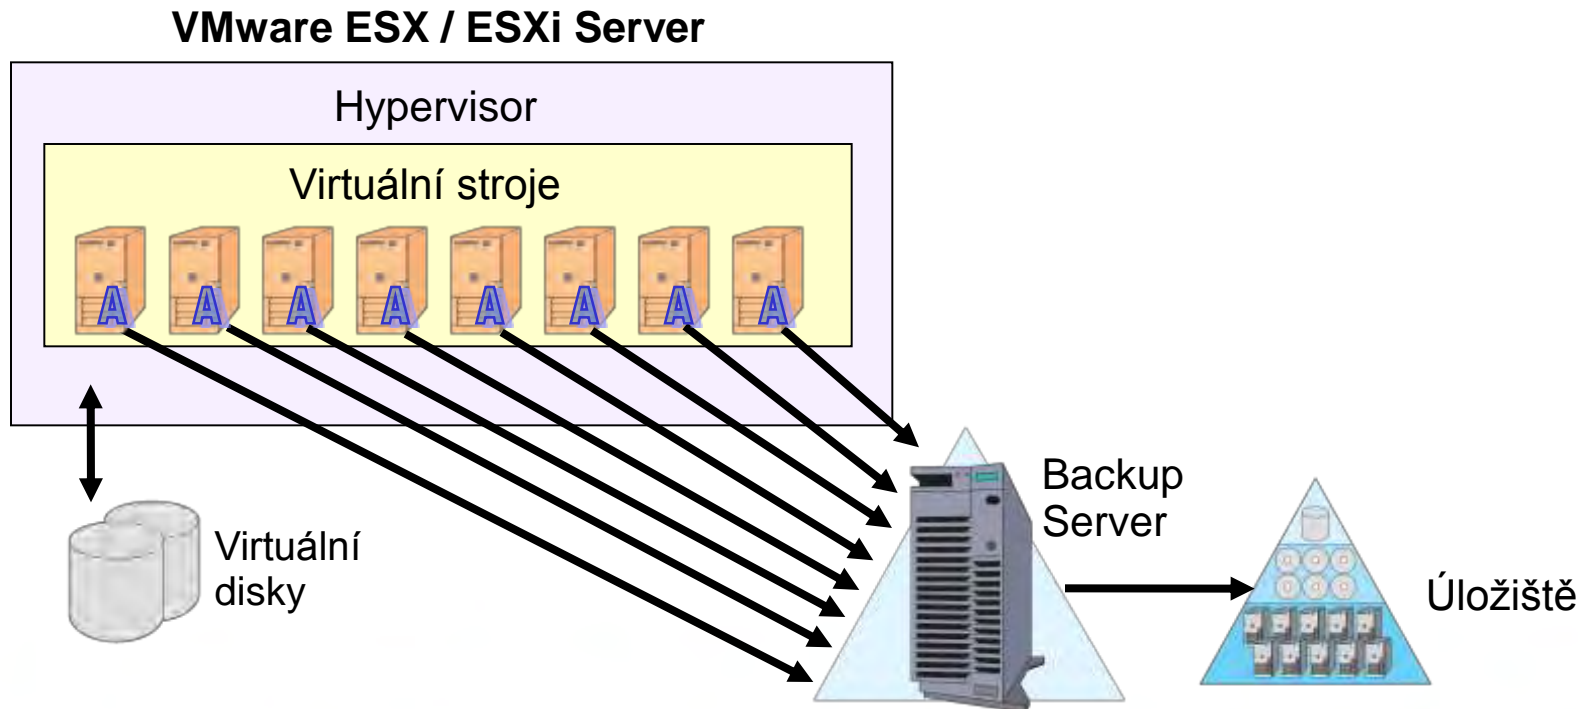 VMware ESX / ESXi Server
Hypervisor
Virtuální stroje
A A A A A A A A
Backup
Server
Virtuální
disky
Úložiště